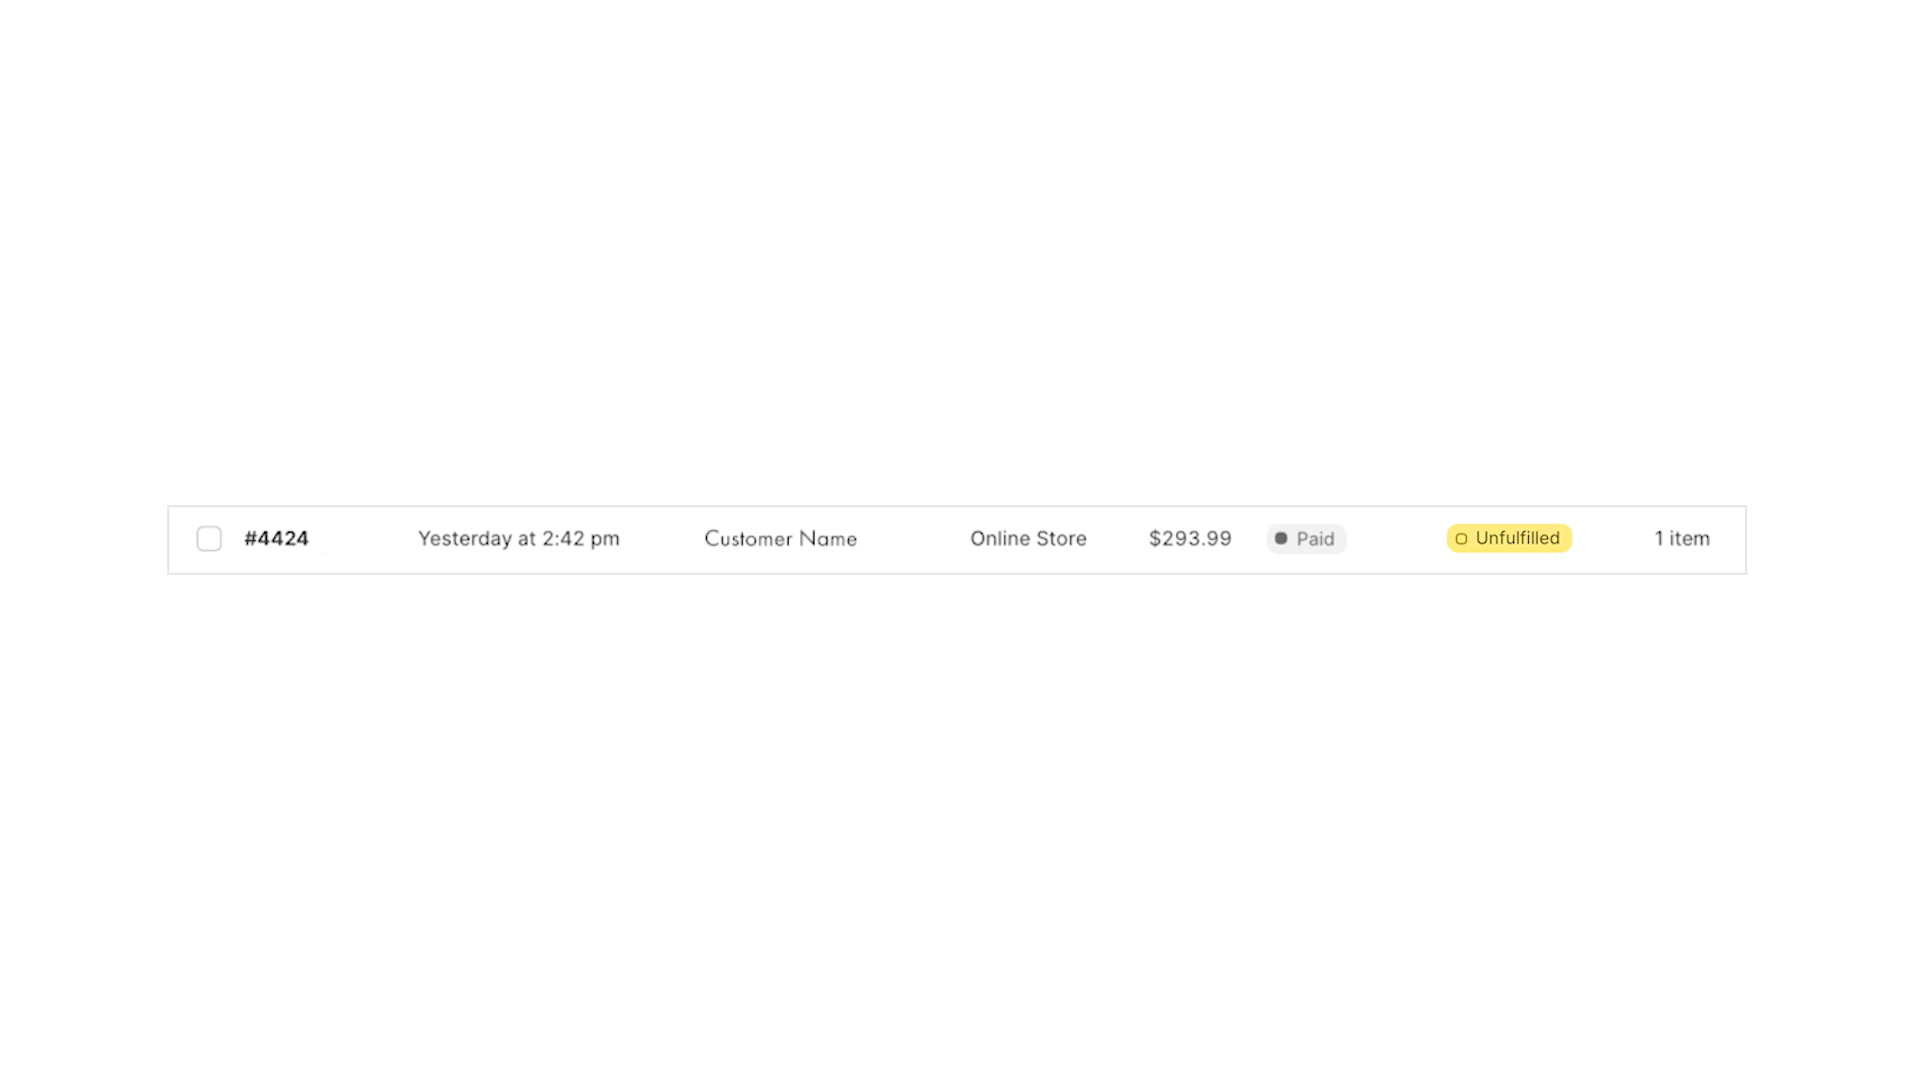 #4424 Yesterday at 2:42 pm Customer Name Online Store $293.99 Paid Unfulfilled 1 item